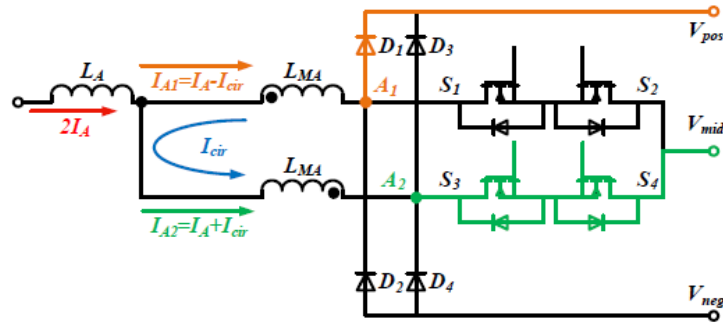 V_pos
D_1 D_3
L_A I_A1=I_A-I_cir L_MA A_1 S_1 S_2
2I_A I_cir V_mid
L_MA A_2 S_3 S_4
I_A2=I_A+I_cir
D_2 D_4
V_neg